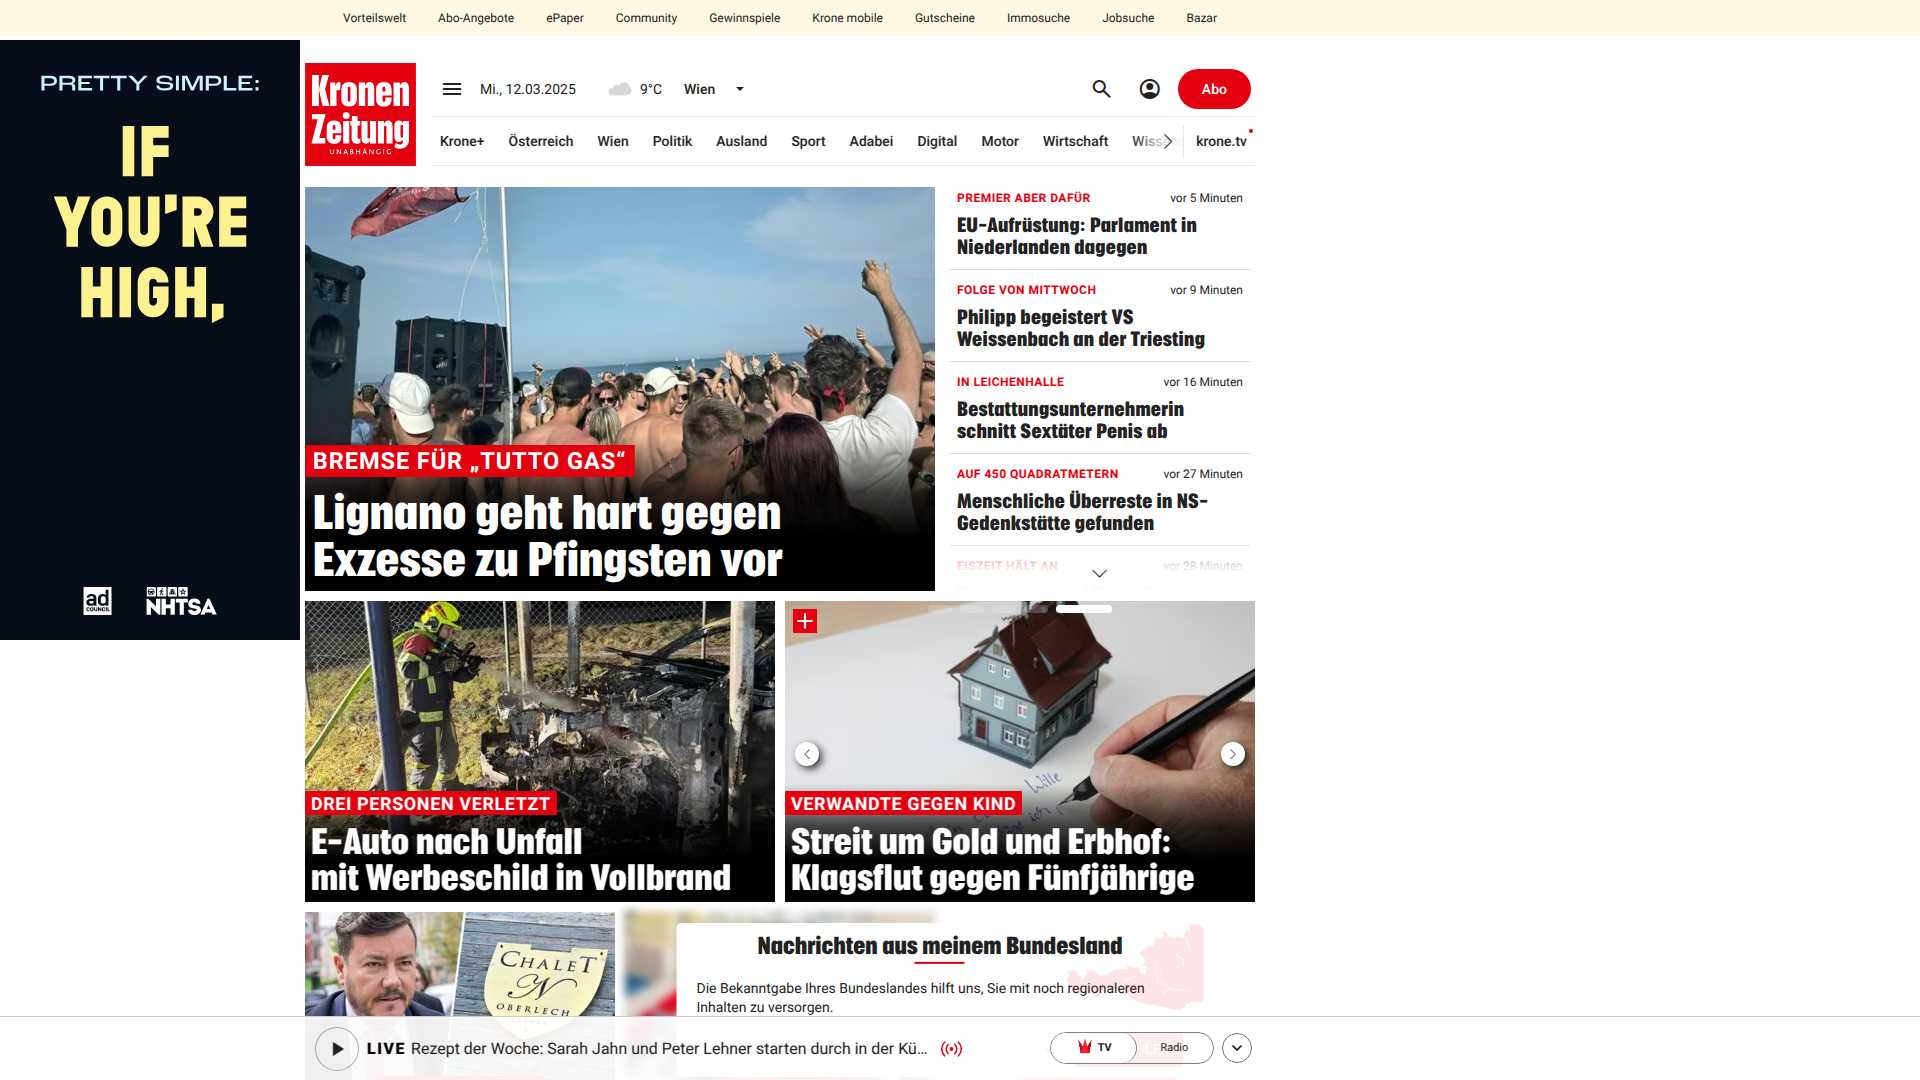 Vorteilswelt
Abo-Angebote
ePaper
Community
Gewinnspiele
Krone mobile
Gutscheine
Immosuche
Jobsuche
Bazar
PRETTY SIMPLE:
IF
YOU'RE
HIGH,
ad
COUNCIL
NHTSA
Kronen
Zeitung
UNABHÄNGIG
Mi., 12.03.2025
9°C
Wien
Abo
Krone+
Österreich
Wien
Politik
Ausland
Sport
Adabei
Digital
Motor
Wirtschaft
krone.tv
BREMSE FÜR „TUTTO GAS“
Lignano geht hart gegen
Exzesse zu Pfingsten vor
PREMIER ABER DAFÜR
vor 5 Minuten
EU-Aufrüstung: Parlament in
Niederlanden dagegen
FOLGE VON MITTWOCH
vor 9 Minuten
Philipp begeistert VS
Weissenbach an der Triesting
IN LEICHENHALLE
vor 16 Minuten
Bestattungsunternehmerin
schnitt Sextäter Penis ab
AUF 450 QUADRATMETERN
vor 27 Minuten
Menschliche Überreste in NS-
Gedenkstätte gefunden
EISZEIT HÄLT AN
vor 28 Minuten
DREI PERSONEN VERLETZT
E-Auto nach Unfall
mit Werbeschild in Vollbrand
Wille
VERWANDTE GEGEN KIND
Streit um Gold und Erbhof:
Klagsflut gegen Fünfjährige
CHALET
N
OBERLECH
Nachrichten aus meinem Bundesland
Die Bekanntgabe Ihres Bundeslandes hilft uns, Sie mit noch regionaleren
Inhalten zu versorgen.
LIVE Rezept der Woche: Sarah Jahn und Peter Lehner starten durch in der Kü...
TV
Radio